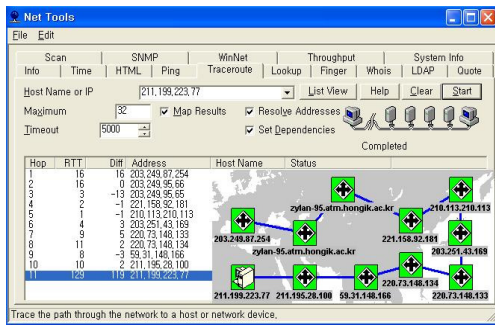 Net Tools
File Edit
Scan SNMP WinNet Throughput System Info
Info Time HTML Ping Traceroute Lookup Finger Whois LDAP Quote
Host Name or IP 211,199,223,77 List View Help Clear Start
Maximum 32 Map Results Resolve Addresses
Timeout 5000 Set Dependencies
Completed
Hop RTT Diff Address Host Name Status
1 16 16 203,249,87,254
2 16 0 203,249,95,66
3 3 -13 203,249,95,65
4 2 -1 221,158,92,181
5 1 -1 210,113,210,113
6 4 3 203,251,43,169
7 9 5 220,73,148,133
8 11 2 220,73,148,134
9 8 -3 59,31,148,166
10 10 2 211,195,28,100
11 129 119 211,199,223,77
zylan-95.atm.hongik.ac.kr 210.113.210.113
203.249.87.254 221.158.92.181
zylan-95.atm.hongik.ac.kr 203.251.43.169
220.73.148.134
211.199.223.77 211.195.28.100 59.31.148.166 220.73.148.133
Trace the path through the network to a host or network device,